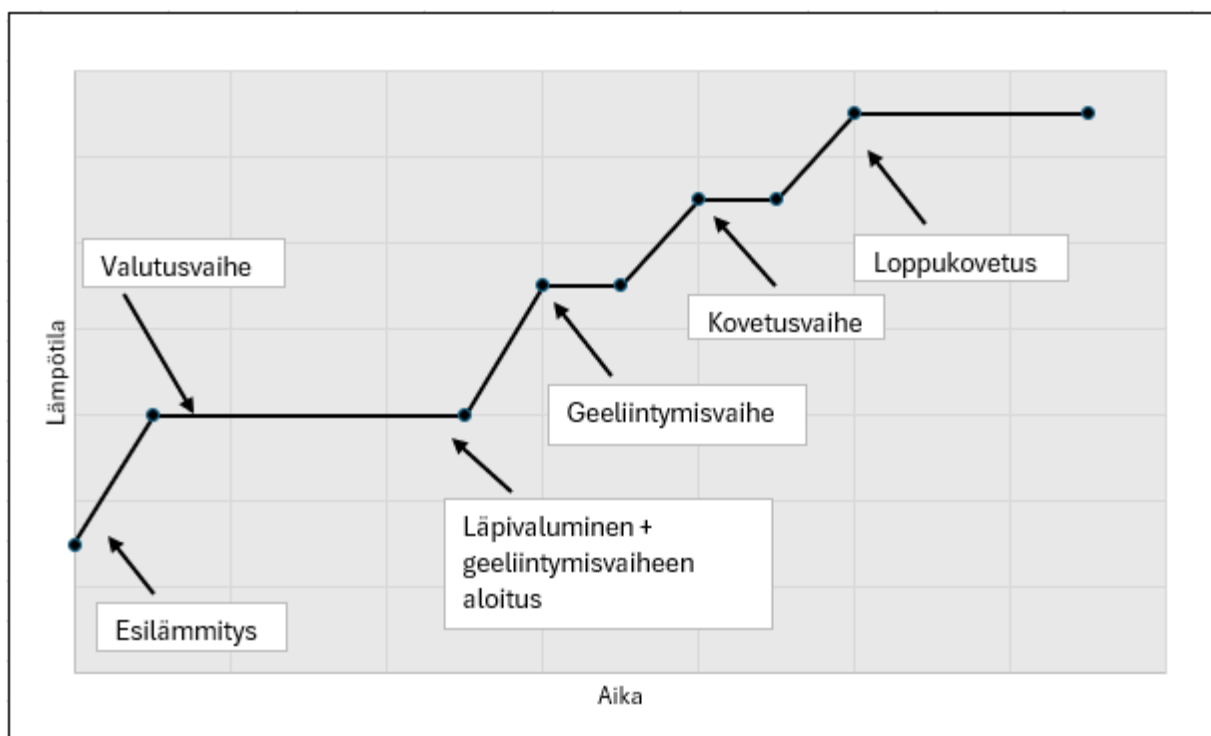 Valutusvaihe
Loppukovetus
Kovetusvaihe
Lämpötila
Geeliintymisvaihe
Läpivaluminen +
geeliintymisvaiheen
aloitus
Esilämmitys
Aika